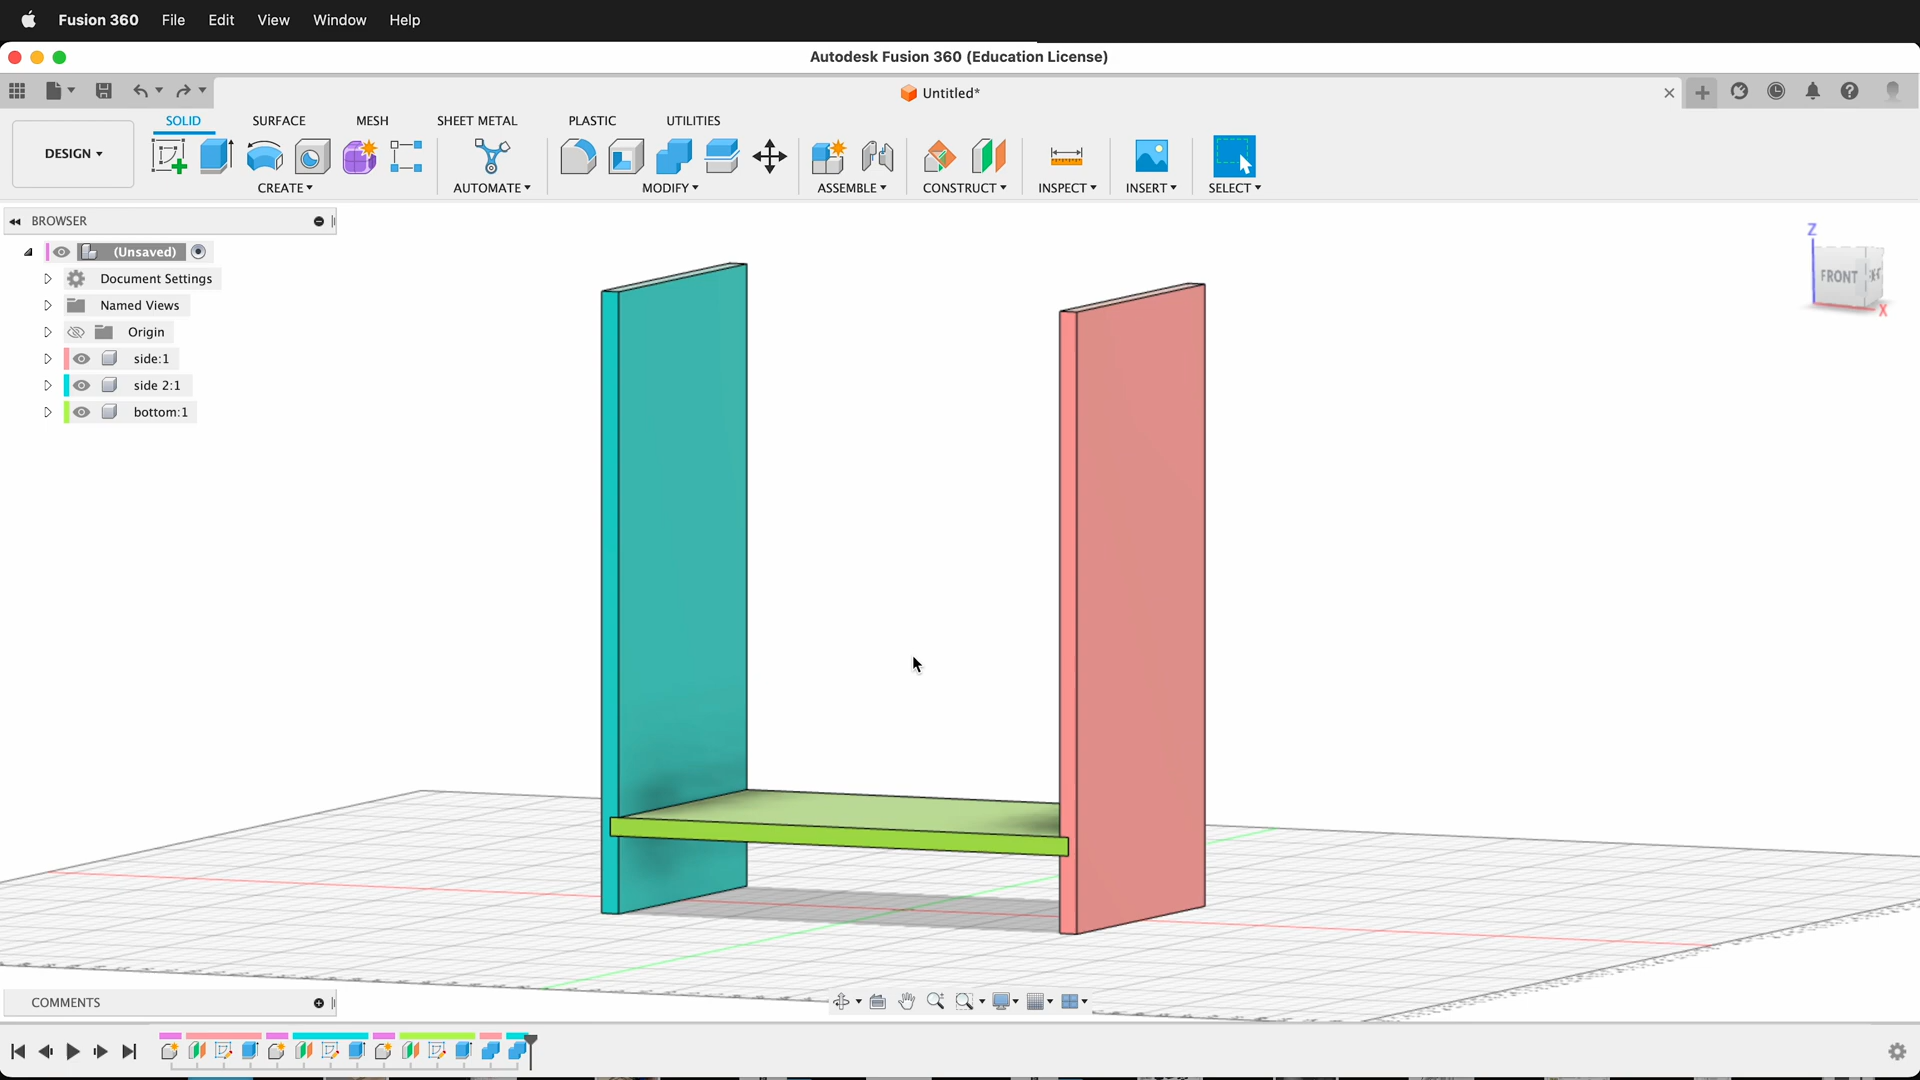 Fusion 360 File Edit View Window Help
Autodesk Fusion 360 (Education License)
Untitled*
SOLID SURFACE MESH SHEET METAL PLASTIC UTILITIES
DESIGN
CREATE AUTOMATE MODIFY ASSEMBLE CONSTRUCT INSPECT INSERT SELECT
BROWSER
(Unsaved)
Document Settings
Named Views
Origin
side:1
side 2:1
bottom:1
Z
FRONT
X
COMMENTS